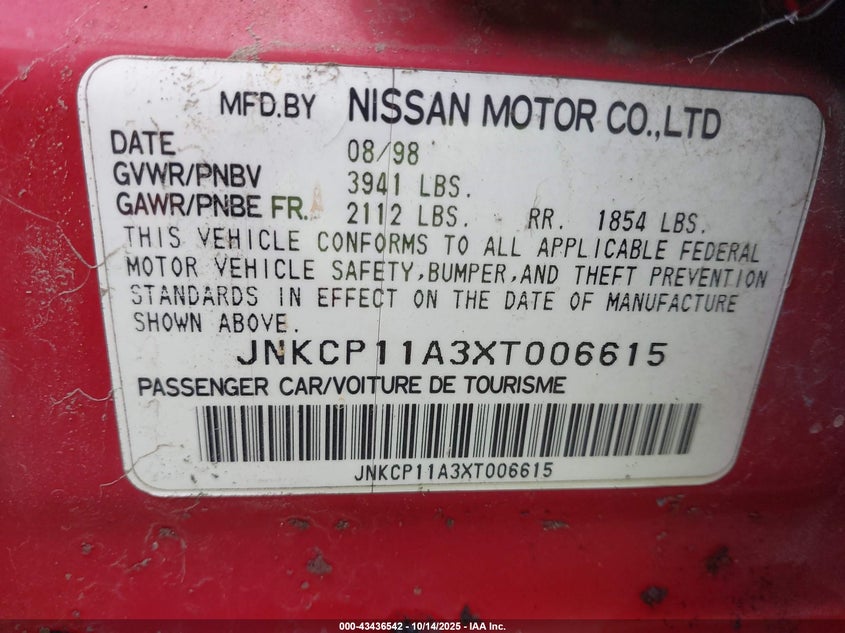 MFD.BY NISSAN MOTOR CO.,LTD
DATE 08/98
GVWR/PNBV 3941 LBS.
GAWR/PNBE FR. 2112 LBS. RR. 1854 LBS.
THIS VEHICLE CONFORMS TO ALL APPLICABLE FEDERAL
MOTOR VEHICLE SAFETY,BUMPER,AND THEFT PREVENTION
STANDARDS IN EFFECT ON THE DATE OF MANUFACTURE
SHOWN ABOVE.
JNKCP11A3XT006615
PASSENGER CAR/VOITURE DE TOURISME
JNKCP11A3XT006615
000-43436542 - 10/14/2025 - IAA Inc.